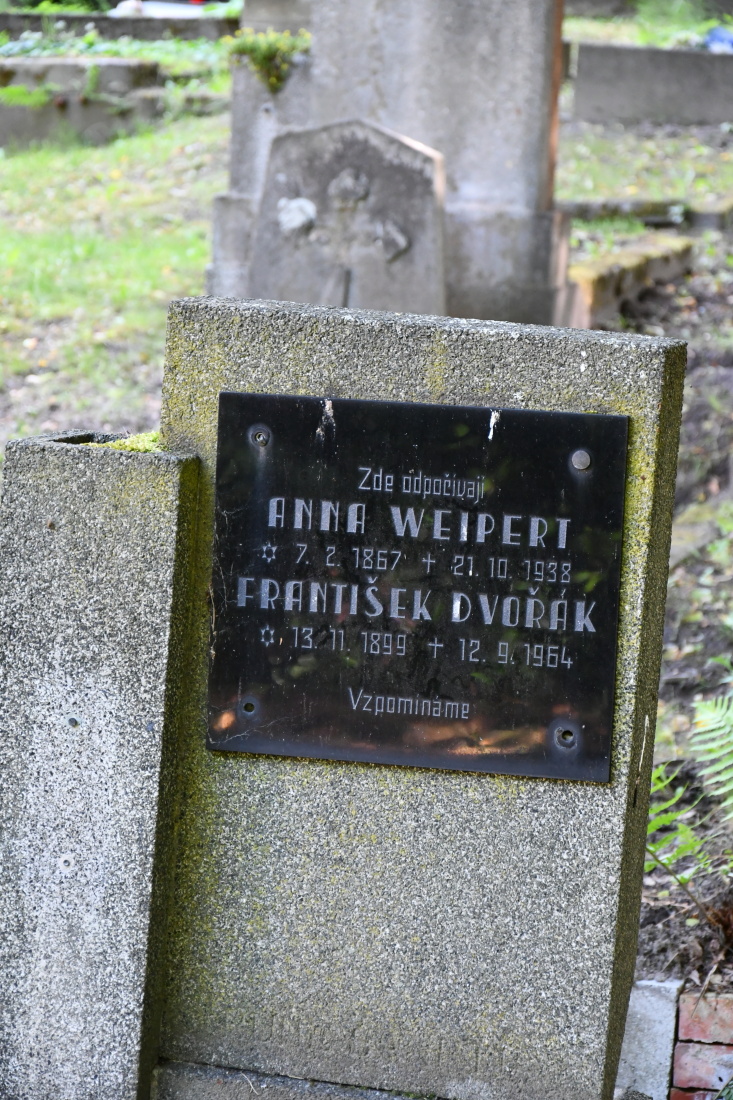 Zde odpočívají
ANNA WEIPERT
✡ 7. 2. 1867 + 21. 10. 1938
FRANTIŠEK DVOŘÁK
✡ 13. 11. 1899 + 12. 9. 1964
Vzpomínáme